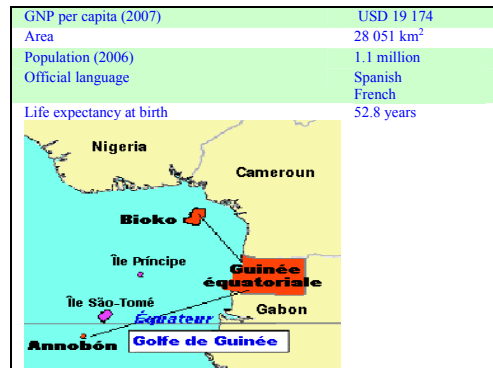 GNP per capita (2007) USD 19 174
Area 28 051 km²
Population (2006) 1.1 million
Official language Spanish
French
Life expectancy at birth 52.8 years
Nigeria
Cameroun
Bioko
Île Príncipe
Guinée
équatoriale
Île São-Tomé
Gabon
Équateur
Annobón
Golfe de Guinée